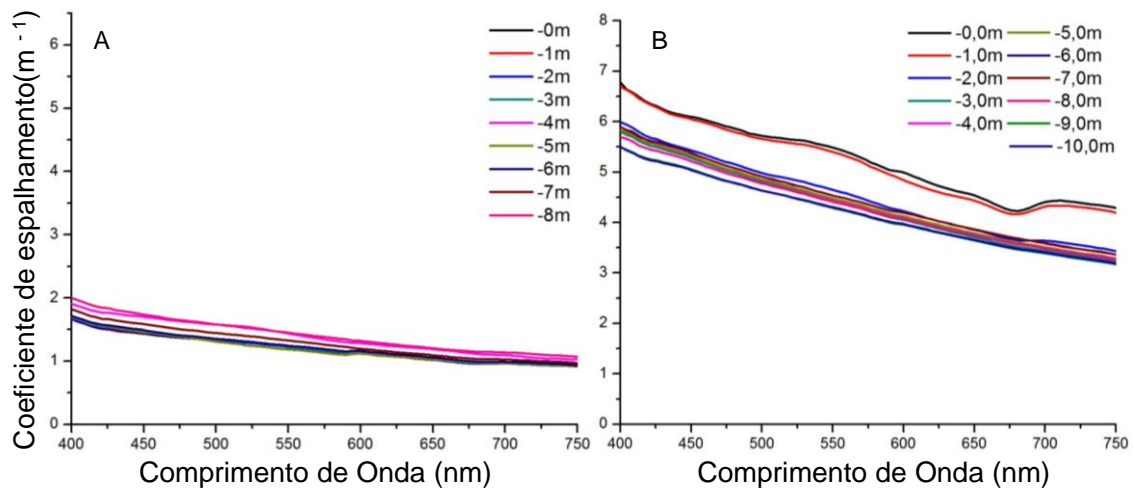 Coeficiente de espalhamento(m - 1)
A
6
5
4
3
2
1
0
-0m
-1m
-2m
-3m
-4m
-5m
-6m
-7m
-8m
400 450 500 550 600 650 700 750
Comprimento de Onda (nm)
B
8
7
6
5
4
3
2
1
0
-0,0m -5,0m
-1,0m -6,0m
-2,0m -7,0m
-3,0m -8,0m
-4,0m -9,0m
-10,0m
400 450 500 550 600 650 700 750
Comprimento de Onda (nm)